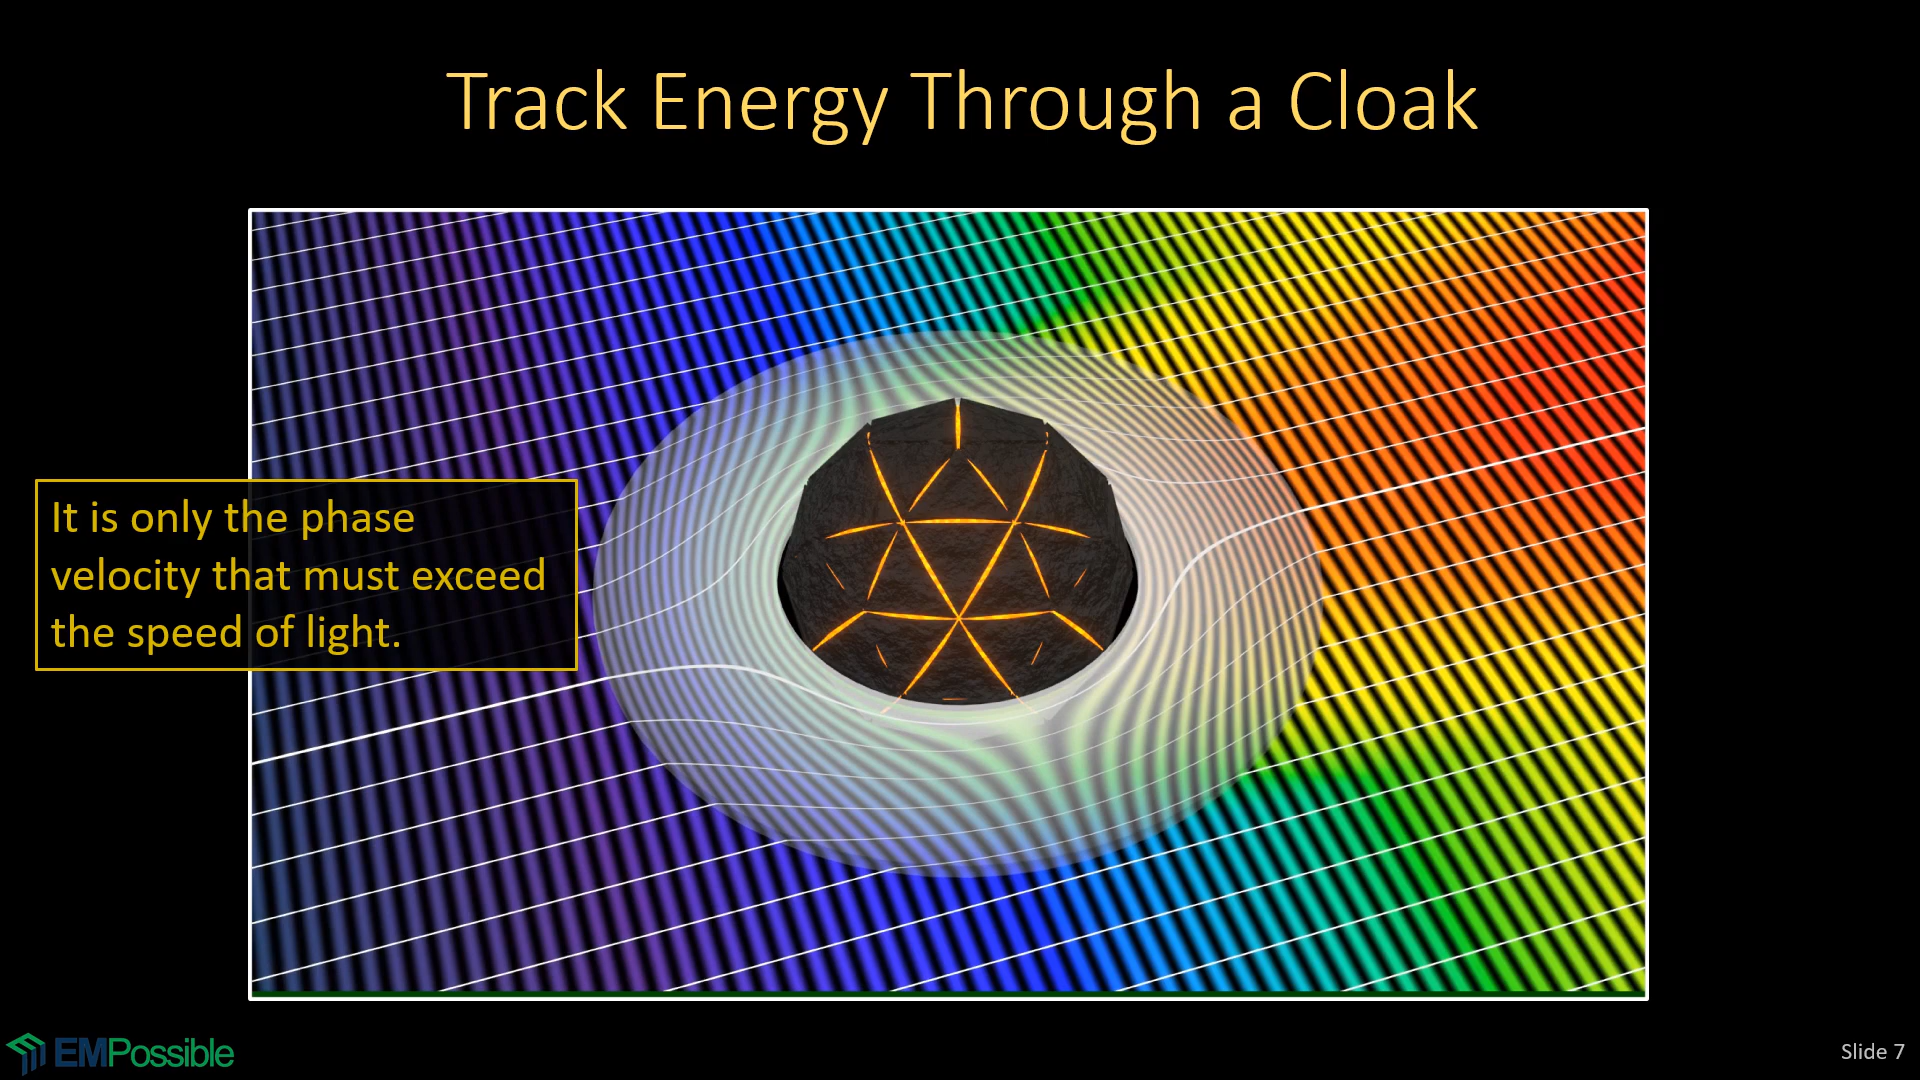 Track Energy Through a Cloak
It is only the phase
velocity that must exceed
the speed of light.
EMPossible
Slide 7